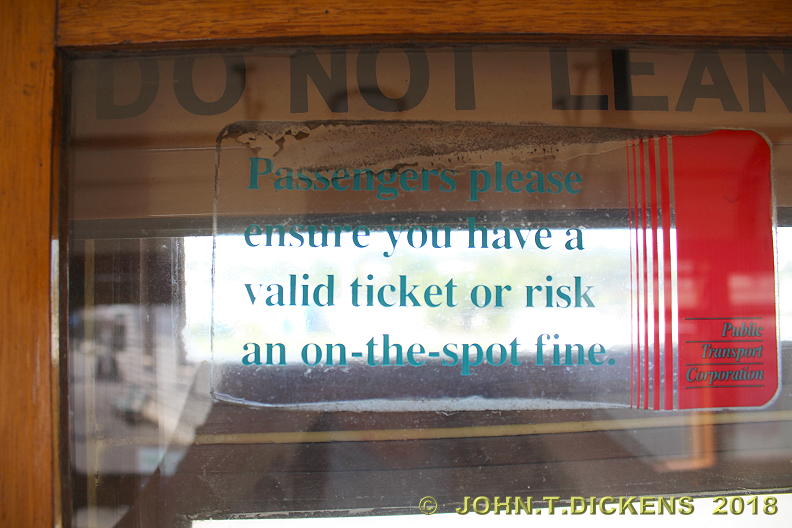 DO NOT LEAN
Passengers please
ensure you have a
valid ticket or risk
an on-the-spot fine.
Public
Transport
Corporation
© JOHN.T.DICKENS 2018